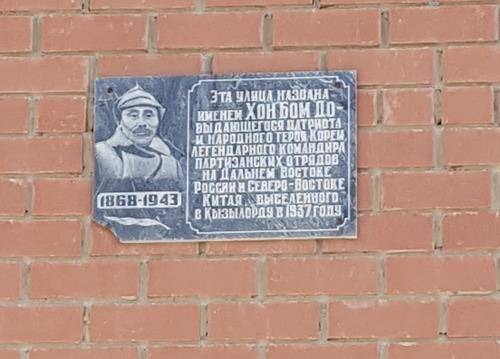 Эта улица названа
именем Хон Бом До-
выдающегося патриота
и народного героя Кореи,
легендарного командира
партизанских отрядов
на Дальнем Востоке
России и Северо-Востоке
Китая, выселенного
в Кызылорду в 1937 году
1868-1943